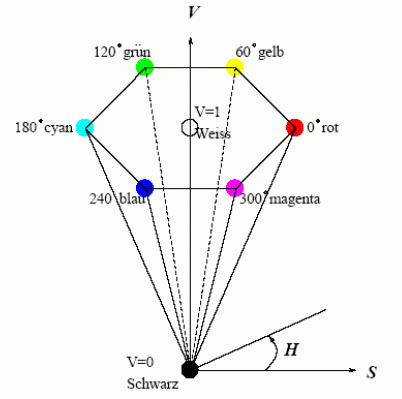 V
120°grün
60°gelb
V=1
Weiss
180°cyan
0°rot
240°blau
300°magenta
H
V=0
Schwarz
S